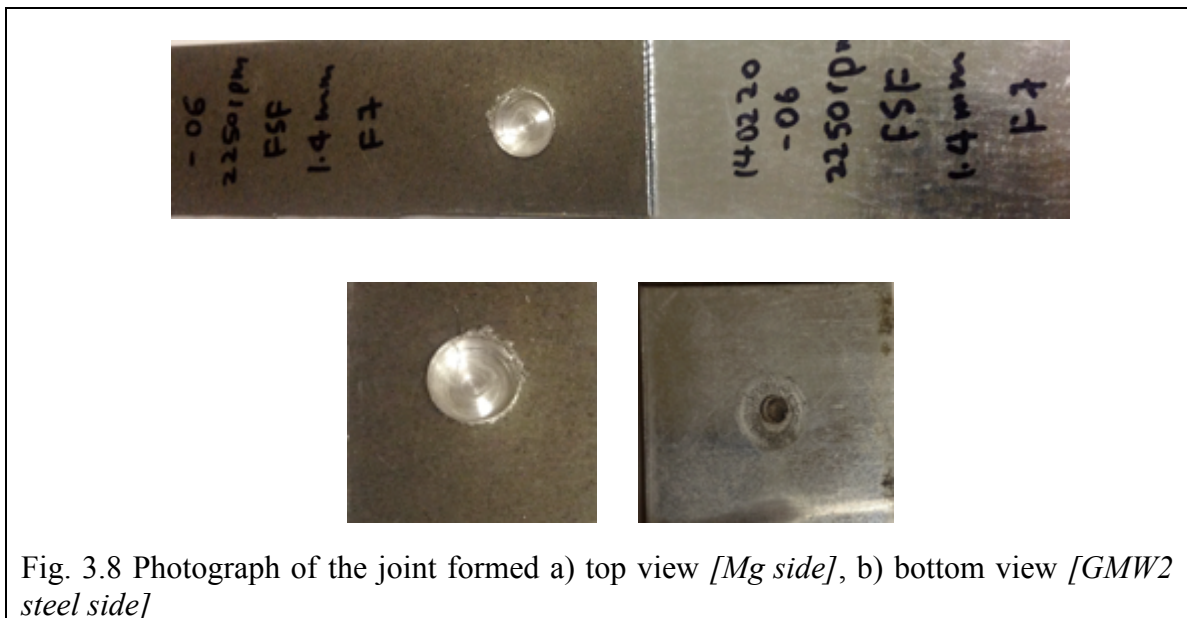 -06
2250rpm
FSF
1.4mm
F7
140220
-06
2250rpm
FSF
1.4mm
F7
Fig. 3.8 Photograph of the joint formed a) top view [Mg side], b) bottom view [GMW2
steel side]